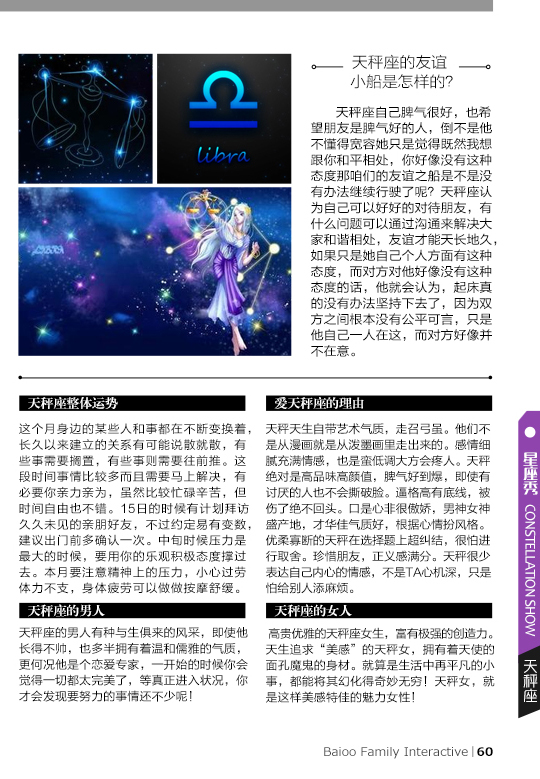 libra
天秤座的友谊
小船是怎样的?
天秤座自己脾气很好，也希
望朋友是脾气好的人，倒不是他
不懂得宽容她只是觉得既然我想
跟你和平相处，你好像没有这种
态度那咱们的友谊之船是不是没
有办法继续行驶了呢？天秤座认
为自己可以好好的对待朋友，有
什么问题可以通过沟通来解决大
家和谐相处，友谊才能天长地久，
如果只是她自己个人方面有这种
态度，而对方对他好像没有这种
态度的话，他就会认为，起床真
的没有办法坚持下去了，因为双
方之间根本没有公平可言，只是
他自己一人在这，而对方好像并
不在意。
天秤座整体运势
这个月身边的某些人和事都在不断变换着，
长久以来建立的关系有可能说散就散，有
些事需要搁置，有些事则需要往前推。这
段时间事情比较多而且需要马上解决，有
必要你亲力亲为，虽然比较忙碌辛苦，但
时间自由也不错。15日的时候有计划拜访
久久未见的亲朋好友，不过约定易有变数，
建议出门前多确认一次。中旬时候压力是
最大的时候，要用你的乐观积极态度撑过
去。本月要注意精神上的压力，小心过劳
体力不支，身体疲劳可以做做按摩舒缓。
爱天秤座的理由
天秤天生自带艺术气质，走召弓虽。他们不
是从漫画就是从泼墨画里走出来的。感情细
腻充满情感，也是蛮低调大方会疼人。天秤
绝对是高品味高颜值，脾气好到爆，即使有
讨厌的人也不会撕破脸。逼格高有底线，被
伤了绝不回头。口是心非很傲娇，男神女神
盛产地，才华佳气质好，根据心情扮风格。
优柔寡断的天秤在选择题上超纠结，很怕进
行取舍。珍惜朋友，正义感满分。天秤很少
表达自己内心的情感，不是TA心机深，只是
怕给别人添麻烦。
天秤座的男人
天秤座的男人有种与生俱来的风采，即使他
长得不帅，也多半拥有着温和儒雅的气质，
更何况他是个恋爱专家，一开始的时候你会
觉得一切都太完美了，等真正进入状况，你
才会发现要努力的事情还不少呢！
天秤座的女人
高贵优雅的天秤座女生，富有极强的创造力。
天生追求“美感”的天秤女，拥有着天使的
面孔魔鬼的身材。就算是生活中再平凡的小
事，都能将其幻化得奇妙无穷！天秤女，就
是这样美感特佳的魅力女性！
星座秀 CONSTELLATION SHOW
天秤座
Baioo Family Interactive | 60